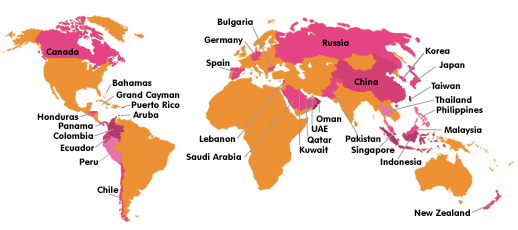 Canada
Bahamas
Grand Cayman
Puerto Rico
Aruba
Honduras
Panama
Colombia
Ecuador
Peru
Chile
Bulgaria
Germany
Spain
Russia
Korea
Japan
China
Taiwan
Thailand
Philippines
Malaysia
Lebanon
Saudi Arabia
Oman
UAE
Qatar
Kuwait
Pakistan
Singapore
Indonesia
New Zealand